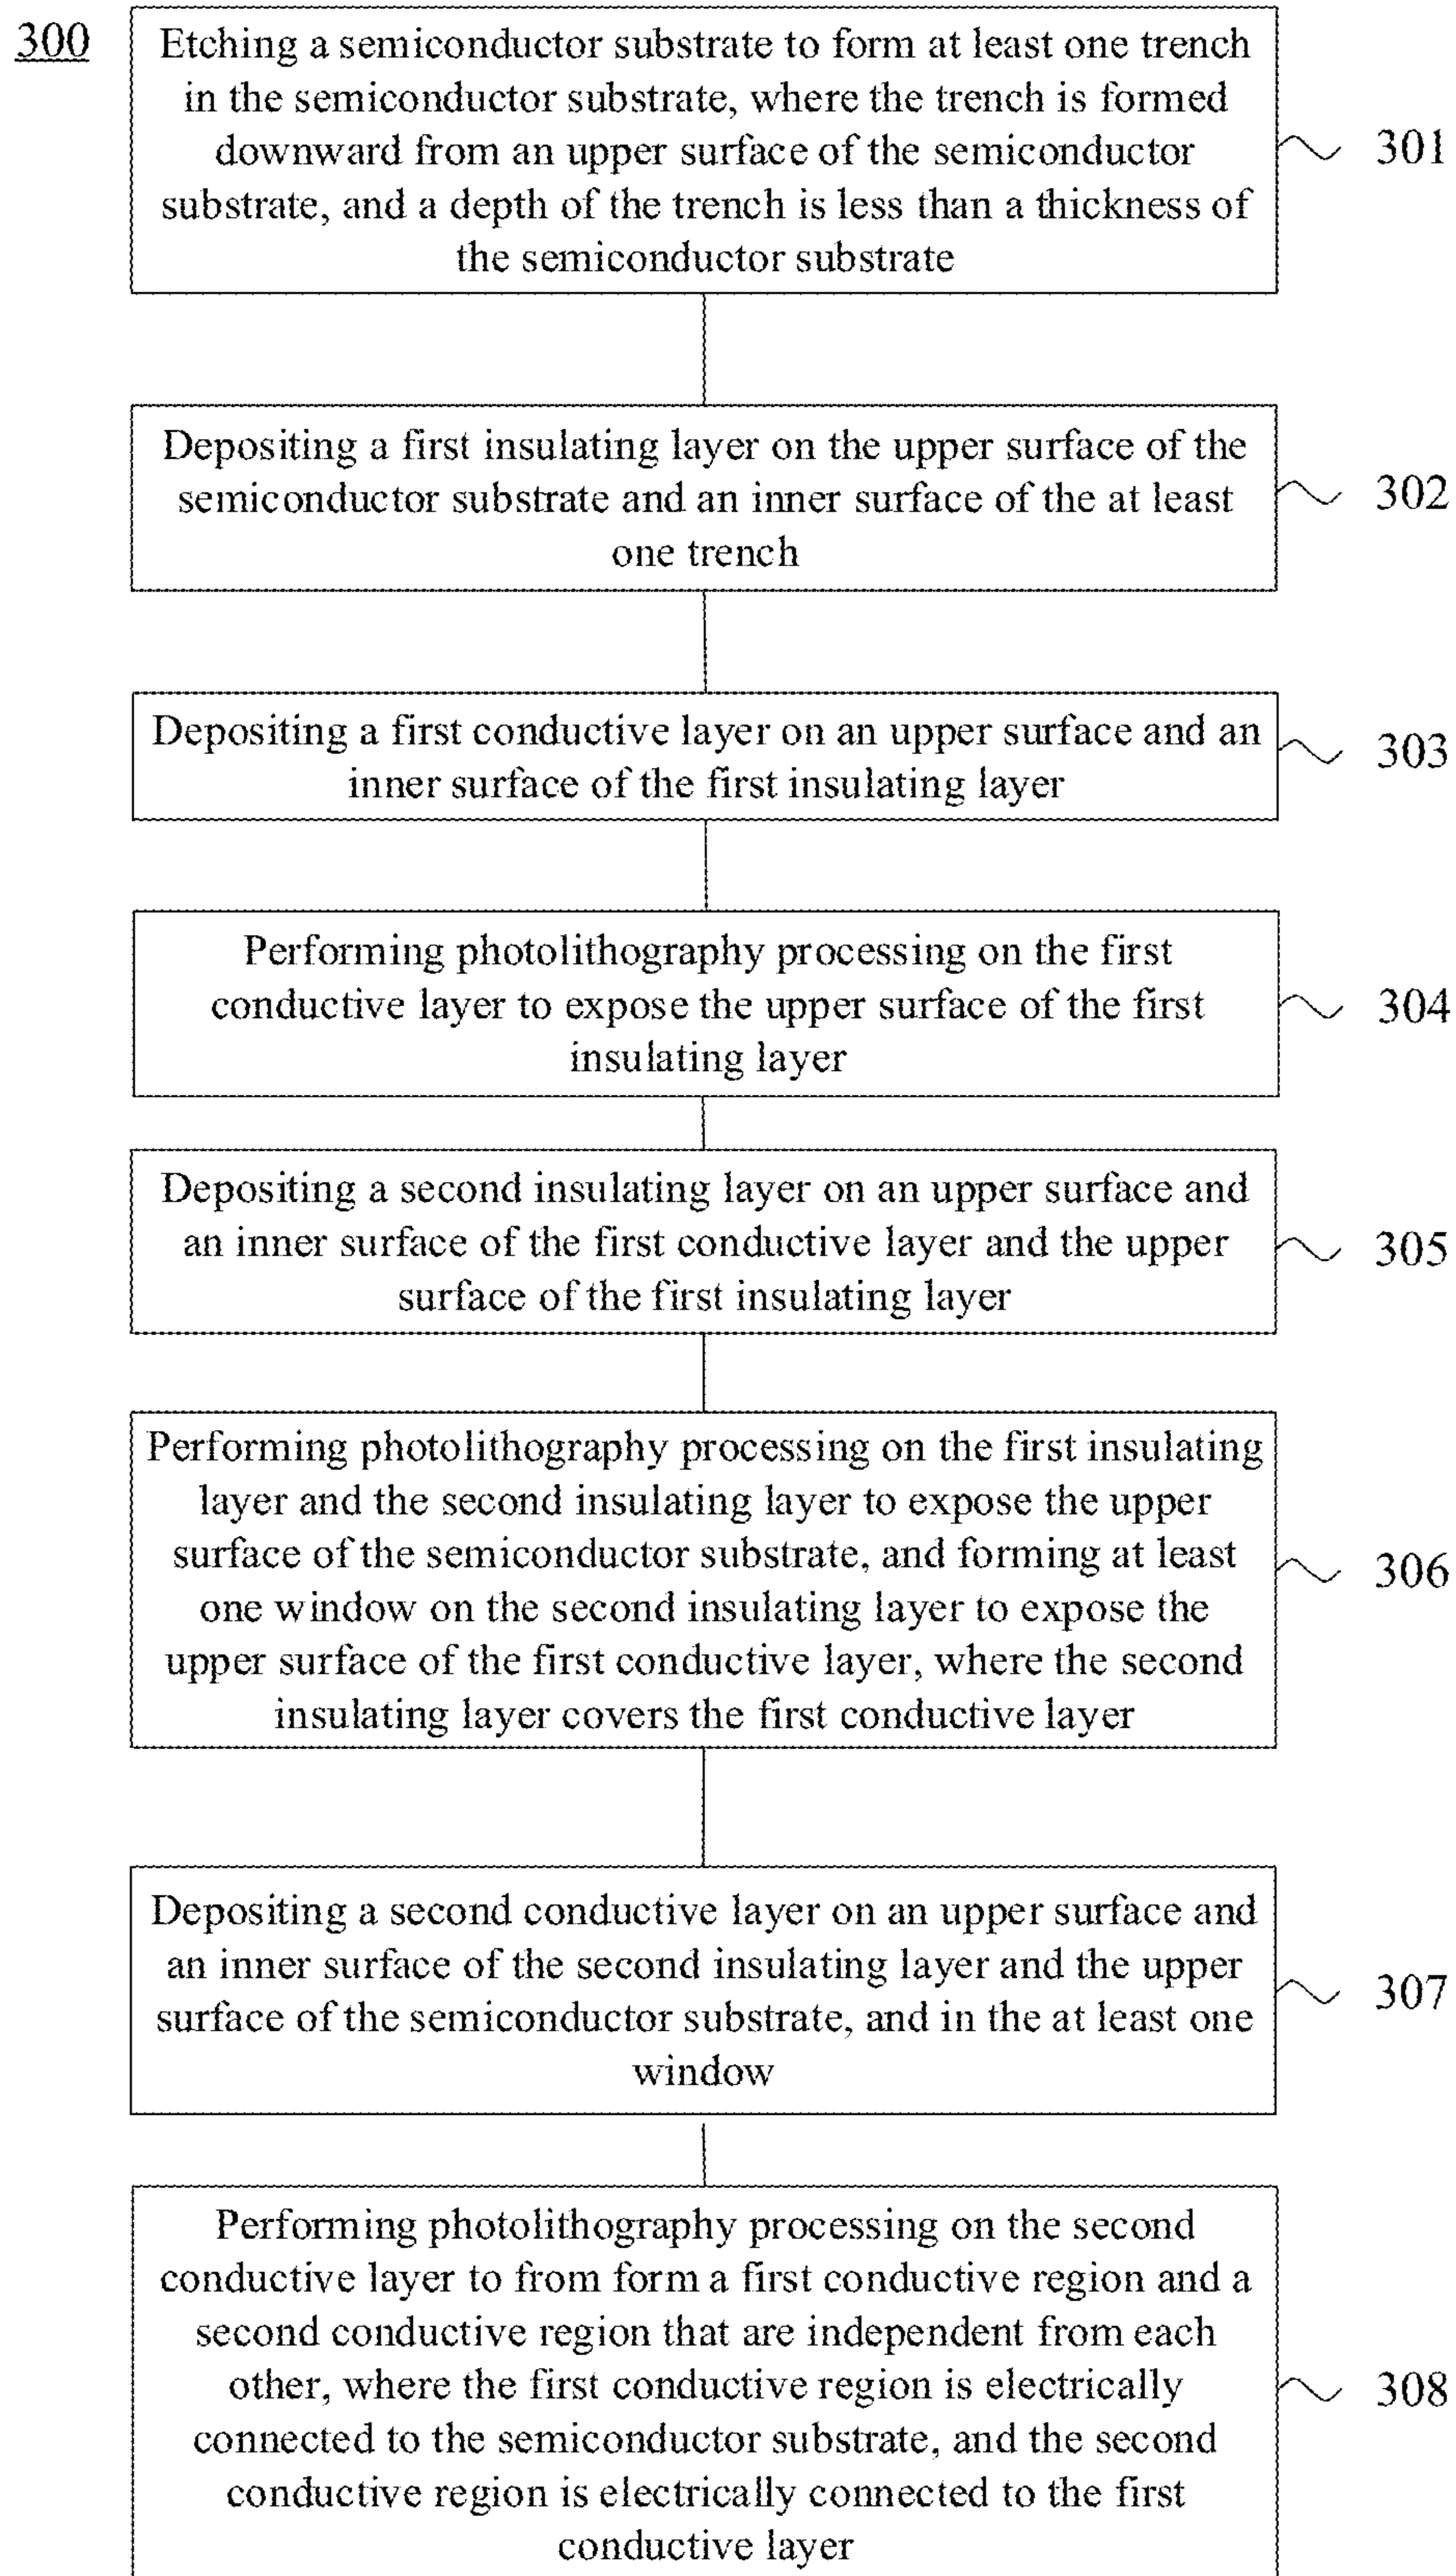 300
Etching a semiconductor substrate to form at least one trench
in the semiconductor substrate, where the trench is formed
downward from an upper surface of the semiconductor
substrate, and a depth of the trench is less than a thickness of
the semiconductor substrate
301
Depositing a first insulating layer on the upper surface of the
semiconductor substrate and an inner surface of the at least
one trench
302
Depositing a first conductive layer on an upper surface and an
inner surface of the first insulating layer
303
Performing photolithography processing on the first
conductive layer to expose the upper surface of the first
insulating layer
304
Depositing a second insulating layer on an upper surface and
an inner surface of the first conductive layer and the upper
surface of the first insulating layer
305
Performing photolithography processing on the first insulating
layer and the second insulating layer to expose the upper
surface of the semiconductor substrate, and forming at least
one window on the second insulating layer to expose the
upper surface of the first conductive layer, where the second
insulating layer covers the first conductive layer
306
Depositing a second conductive layer on an upper surface and
an inner surface of the second insulating layer and the upper
surface of the semiconductor substrate, and in the at least one
window
307
Performing photolithography processing on the second
conductive layer to from form a first conductive region and a
second conductive region that are independent from each
other, where the first conductive region is electrically
connected to the semiconductor substrate, and the second
conductive region is electrically connected to the first
conductive layer
308